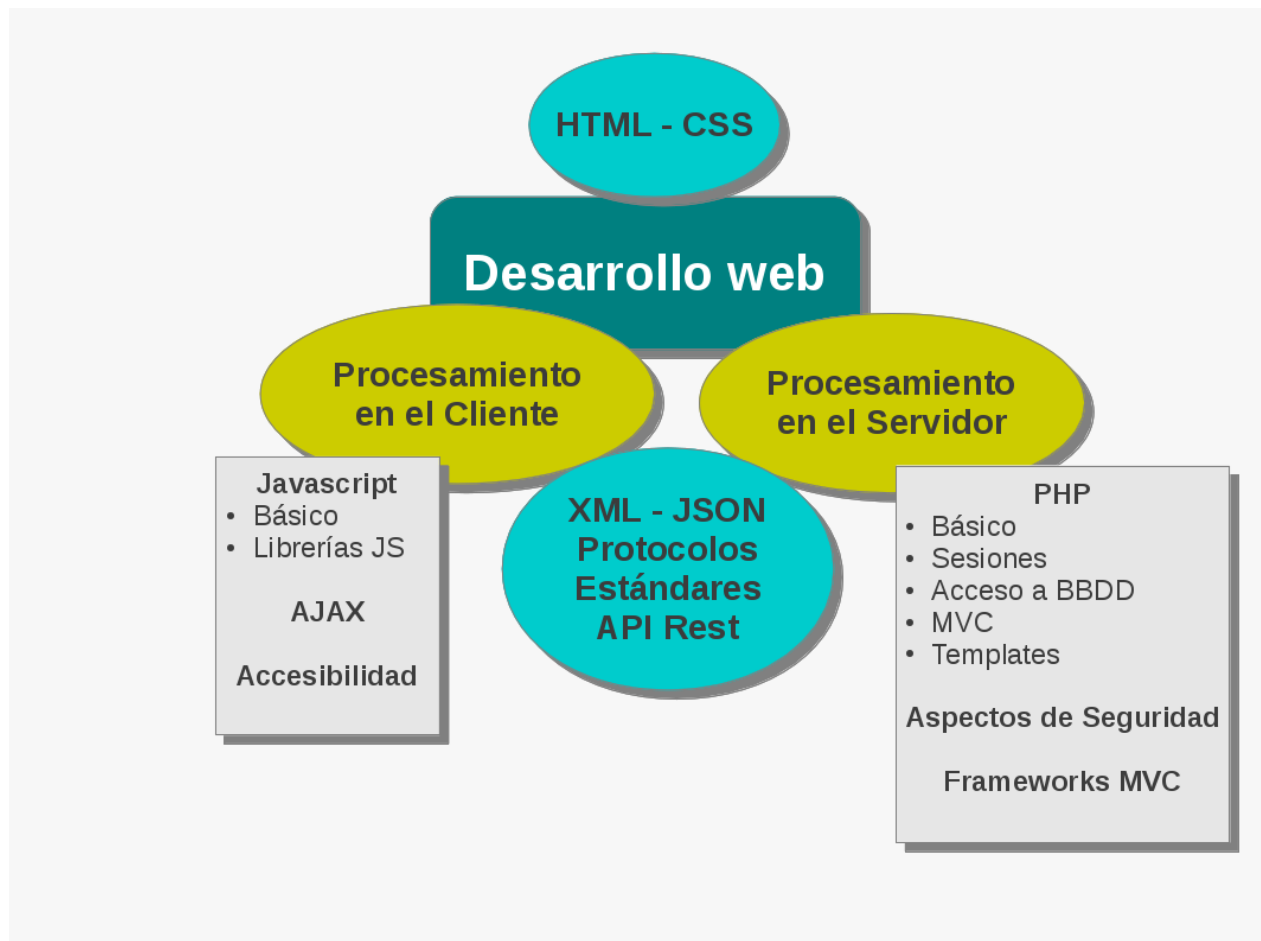 HTML - CSS
Desarrollo web
Procesamiento
en el Cliente
Procesamiento
en el Servidor
Javascript
• Básico
• Librerías JS
AJAX
Accesibilidad
XML - JSON
Protocolos
Estándares
API Rest
PHP
• Básico
• Sesiones
• Acceso a BBDD
• MVC
• Templates
Aspectos de Seguridad
Frameworks MVC